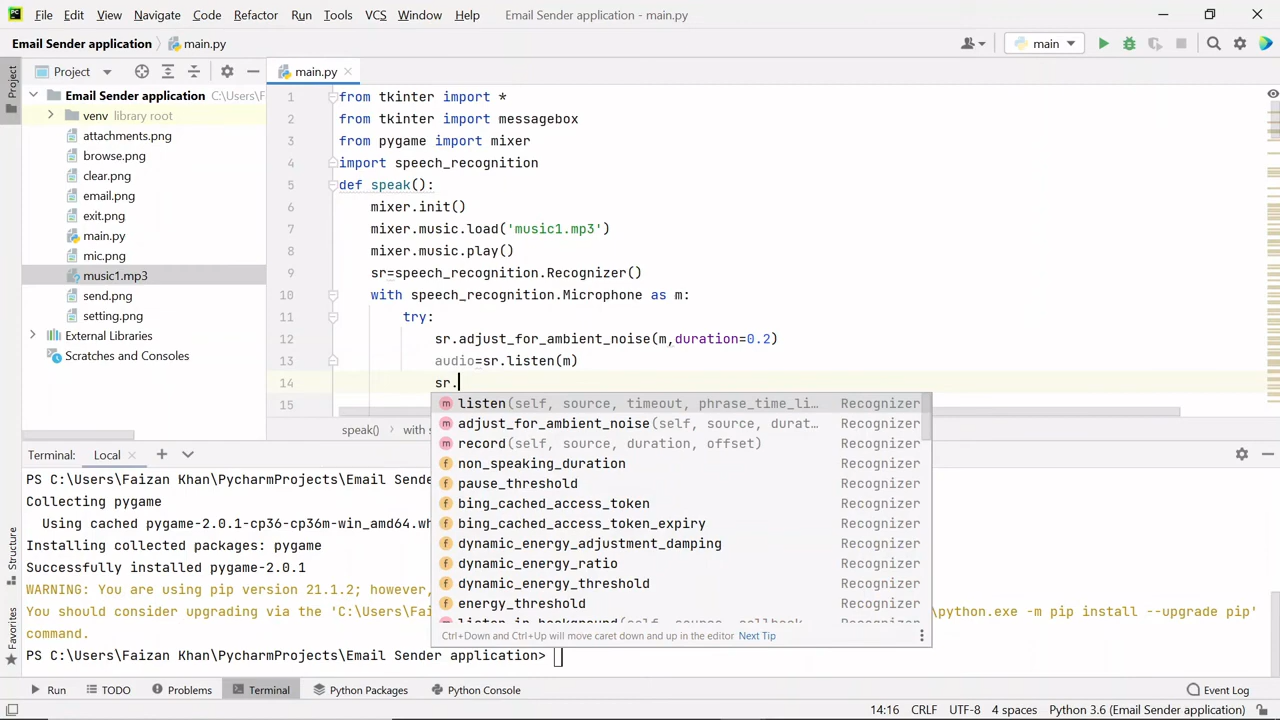 File Edit View Navigate Code Refactor Run Tools VCS Window Help Email Sender application - main.py
Email Sender application main.py main
Project Project main.py
Email Sender application C:\Users\F
venv library root
attachments.png
browse.png
clear.png
email.png
exit.png
main.py
mic.png
music1.mp3
send.png
setting.png
External Libraries
Scratches and Consoles
1 from tkinter import *
2 from tkinter import messagebox
3 from pygame import mixer
4 import speech_recognition
5 def speak():
6 mixer.init()
7 mixer.music.load('music1.mp3')
8 mixer.music.play()
9 sr=speech_recognition.Recognizer()
10 with speech_recognition.Microphone as m:
11 try:
12 sr.adjust_for_ambient_noise(m,duration=0.2)
13 audio=sr.listen(m)
14 sr.
15
listen(self, source, timeout, phrase_time_li… Recognizer
adjust_for_ambient_noise(self, source, durat… Recognizer
record(self, source, duration, offset) Recognizer
non_speaking_duration Recognizer
pause_threshold Recognizer
bing_cached_access_token Recognizer
bing_cached_access_token_expiry Recognizer
dynamic_energy_adjustment_damping Recognizer
dynamic_energy_ratio Recognizer
dynamic_energy_threshold Recognizer
energy_threshold Recognizer
listen_in_background(self, source, callback Recognizer
Ctrl+Down and Ctrl+Up will move caret down and up in the editor Next Tip
speak() with s
Terminal: Local
PS C:\Users\Faizan Khan\PycharmProjects\Email Sende
Collecting pygame
Using cached pygame-2.0.1-cp36-cp36m-win_amd64.wh
Installing collected packages: pygame
Successfully installed pygame-2.0.1
WARNING: You are using pip version 21.1.2; however,
You should consider upgrading via the 'C:\Users\Fai \python.exe -m pip install --upgrade pip'
command.
PS C:\Users\Faizan Khan\PycharmProjects\Email Sender application>
Structure
Favorites
Run TODO Problems Terminal Python Packages Python Console Event Log
14:16 CRLF UTF-8 4 spaces Python 3.6 (Email Sender application)